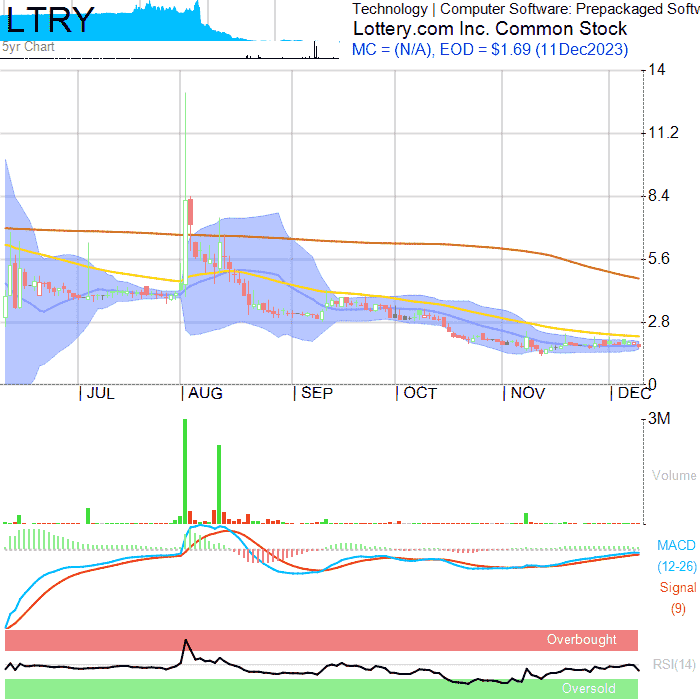 LTRY
5yr Chart
Technology | Computer Software: Prepackaged Softw
Lottery.com Inc. Common Stock
MC = (N/A), EOD = $1.69 (11Dec2023)
14
11.2
8.4
5.6
2.8
0
JUL AUG SEP OCT NOV DEC
3M
Volume
MACD
(12-26)
Signal
(9)
Overbought
RSI(14)
Oversold